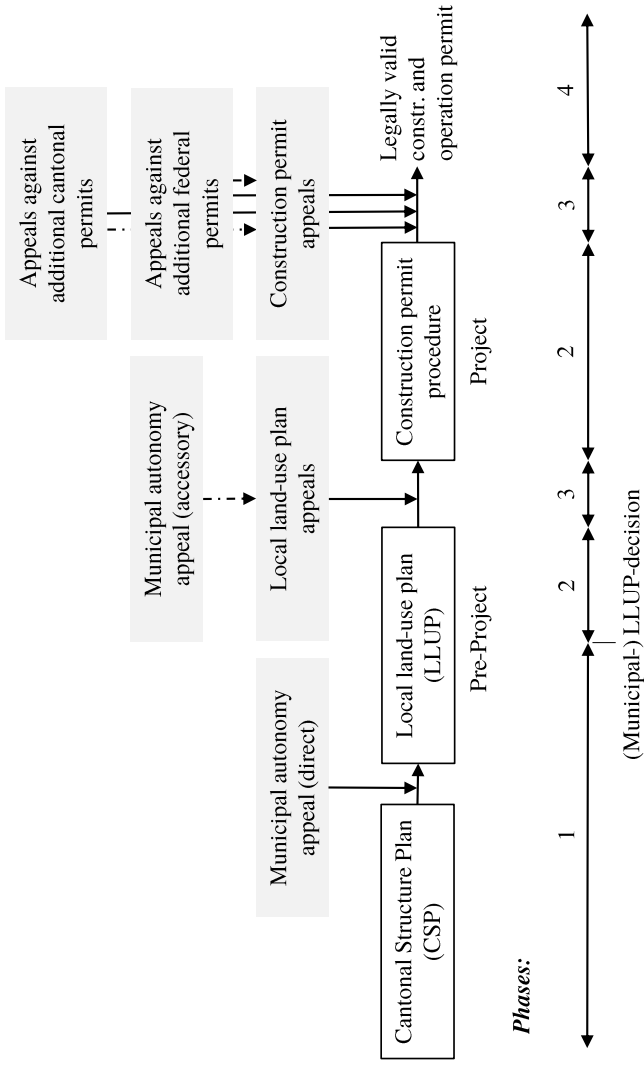 Appeals against
additional cantonal
permits
Municipal autonomy
appeal (accessory)
Appeals against
additional federal
permits
Municipal autonomy
appeal (direct)
Local land-use plan
appeals
Construction permit
appeals
Cantonal Structure Plan
(CSP)
Local land-use plan
(LLUP)
Construction permit
procedure
Legally valid
constr. and
operation permit
Pre-Project
Project
Phases:
1
2
3
2
3
4
(Municipal-) LLUP-decision